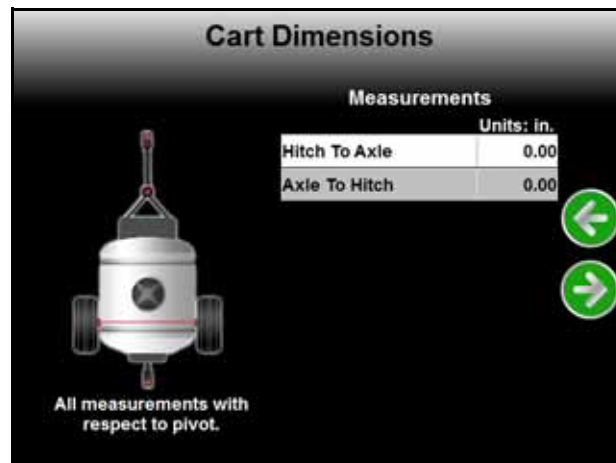 Cart Dimensions
Measurements
Units: in.
Hitch To Axle 0.00
Axle To Hitch 0.00
All measurements with
respect to pivot.